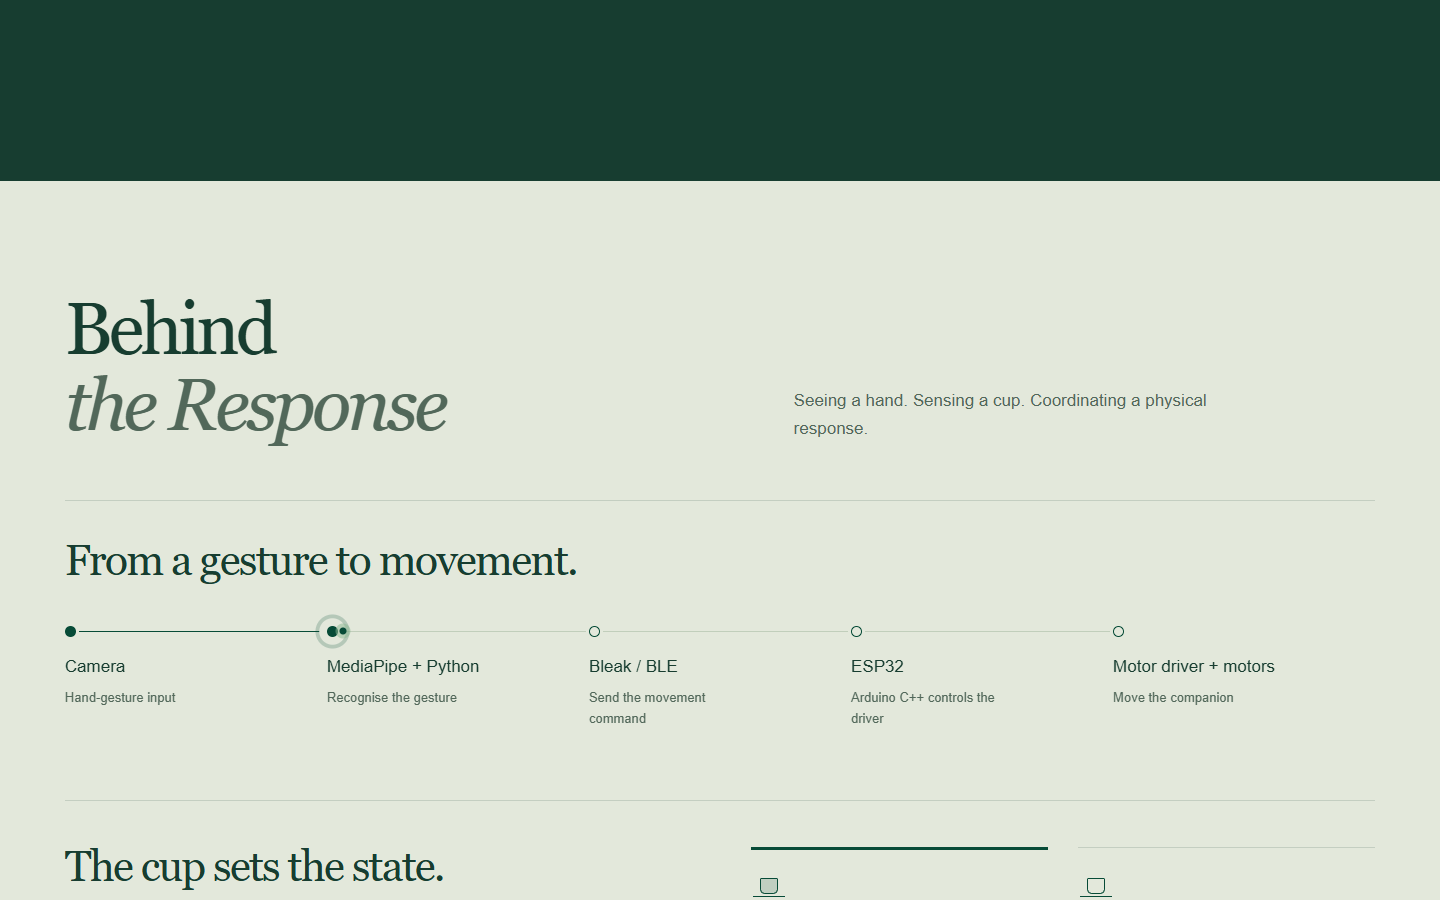 Behind
the Response
Seeing a hand. Sensing a cup. Coordinating a physical
response.
From a gesture to movement.
Camera
Hand-gesture input
MediaPipe + Python
Recognise the gesture
Bleak / BLE
Send the movement
command
ESP32
Arduino C++ controls the
driver
Motor driver + motors
Move the companion
The cup sets the state.